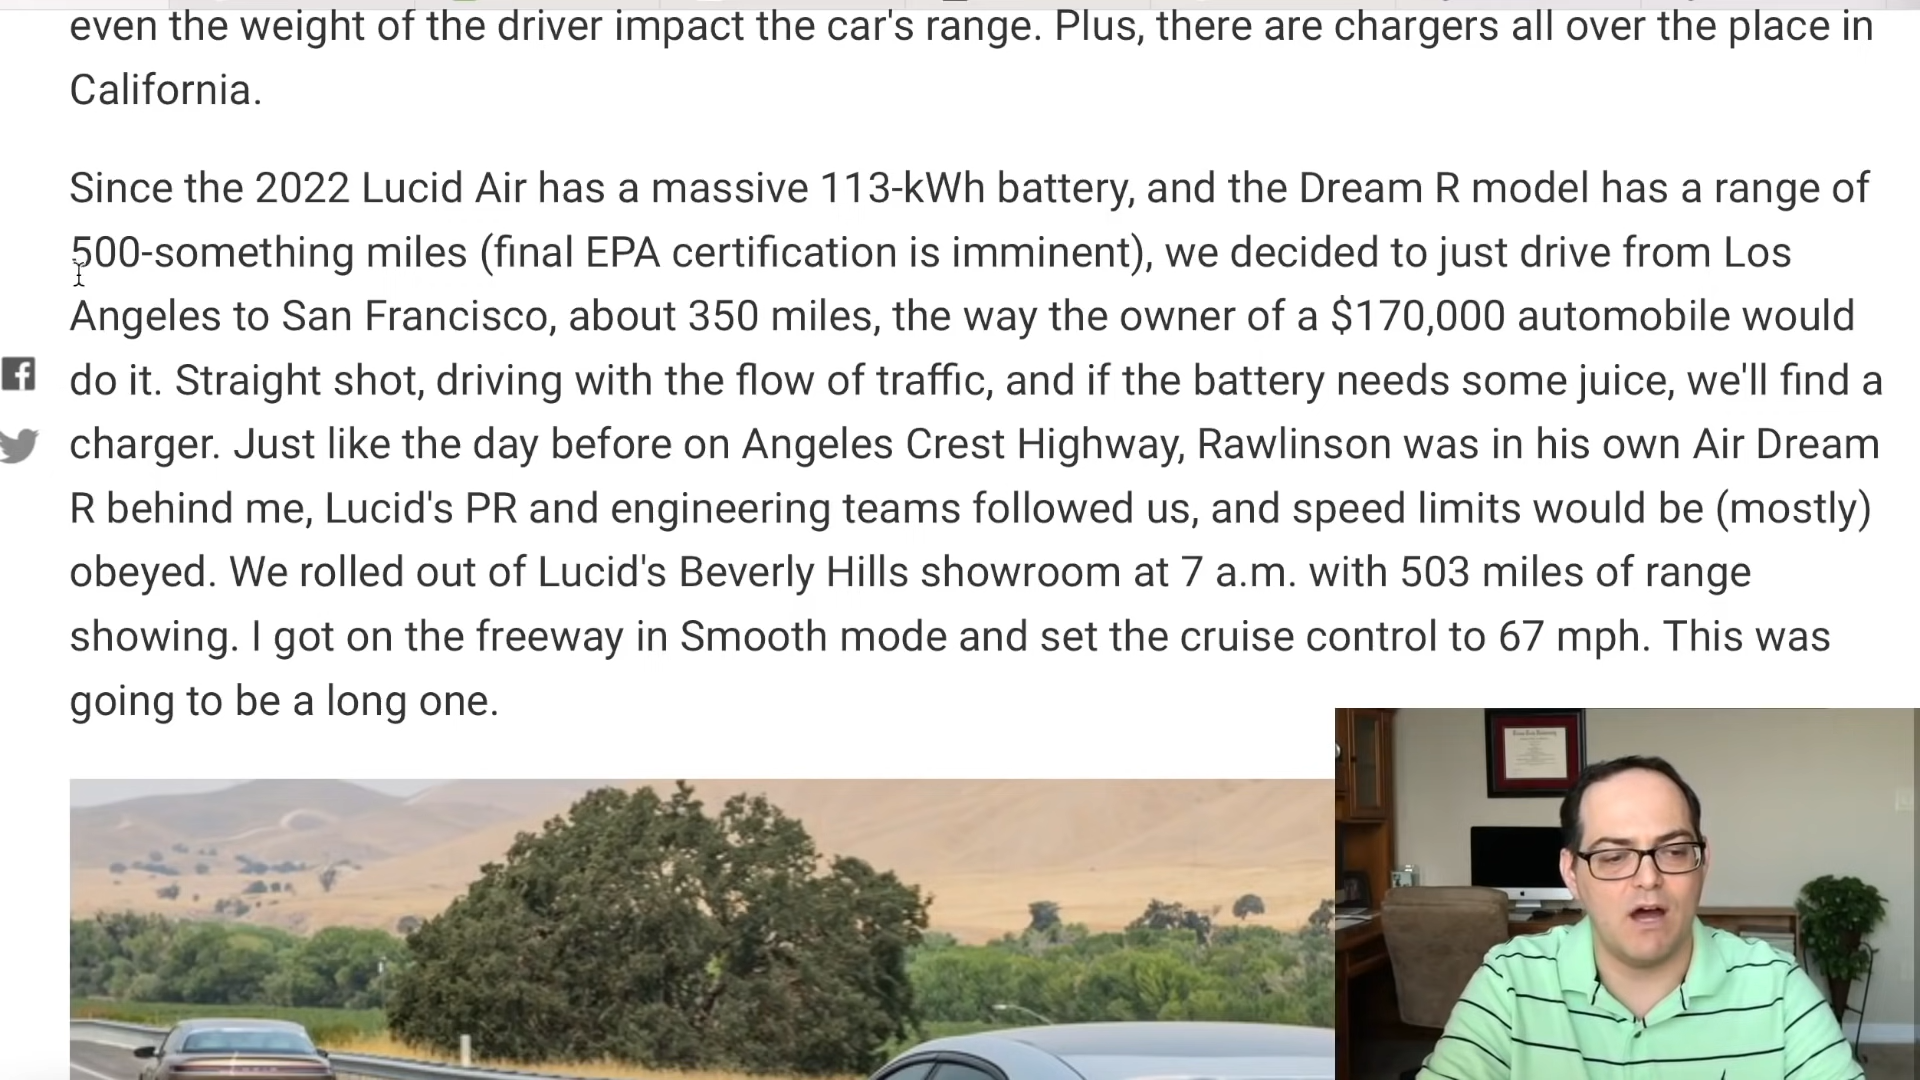 even the weight of the driver impact the car's range. Plus, there are chargers all over the place in
California.
Since the 2022 Lucid Air has a massive 113-kWh battery, and the Dream R model has a range of
500-something miles (final EPA certification is imminent), we decided to just drive from Los
Angeles to San Francisco, about 350 miles, the way the owner of a $170,000 automobile would
do it. Straight shot, driving with the flow of traffic, and if the battery needs some juice, we'll find a
charger. Just like the day before on Angeles Crest Highway, Rawlinson was in his own Air Dream
R behind me, Lucid's PR and engineering teams followed us, and speed limits would be (mostly)
obeyed. We rolled out of Lucid's Beverly Hills showroom at 7 a.m. with 503 miles of range
showing. I got on the freeway in Smooth mode and set the cruise control to 67 mph. This was
going to be a long one.